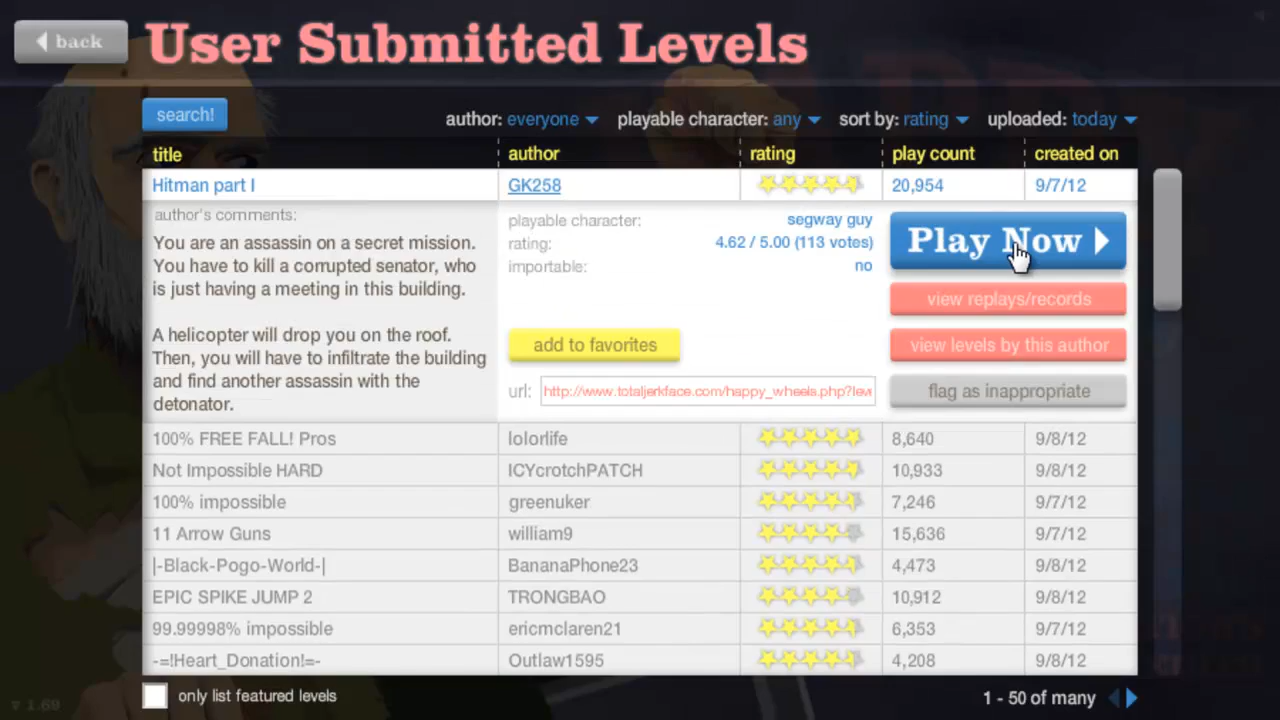 back
User Submitted Levels
search!
author: everyone playable character: any sort by: rating uploaded: today
title author rating play count created on
Hitman part I GK258 20,954 9/7/12
author's comments:
You are an assassin on a secret mission.
You have to kill a corrupted senator, who
is just having a meeting in this building.
A helicopter will drop you on the roof.
Then, you will have to infiltrate the building
and find another assassin with the
detonator.
playable character: segway guy
rating: 4.62 / 5.00 (113 votes)
importable: no
add to favorites
url: http://www.totaljerkface.com/happy_wheels.php?lev
Play Now
view replays/records
view levels by this author
flag as inappropriate
100% FREE FALL! Pros lolorlife 8,640 9/8/12
Not Impossible HARD ICYcrotchPATCH 10,933 9/8/12
100% impossible greenuker 7,246 9/7/12
11 Arrow Guns william9 15,636 9/7/12
|-Black-Pogo-World-| BananaPhone23 4,473 9/8/12
EPIC SPIKE JUMP 2 TRONGBAO 10,912 9/8/12
99.99998% impossible ericmclaren21 6,353 9/7/12
-=!Heart_Donation!=- Outlaw1595 4,208 9/8/12
only list featured levels
1 - 50 of many
v 1.69